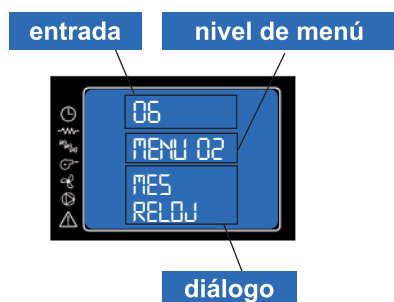 entrada
nivel de menú
06
MENU 02
MES
RELOJ
diálogo